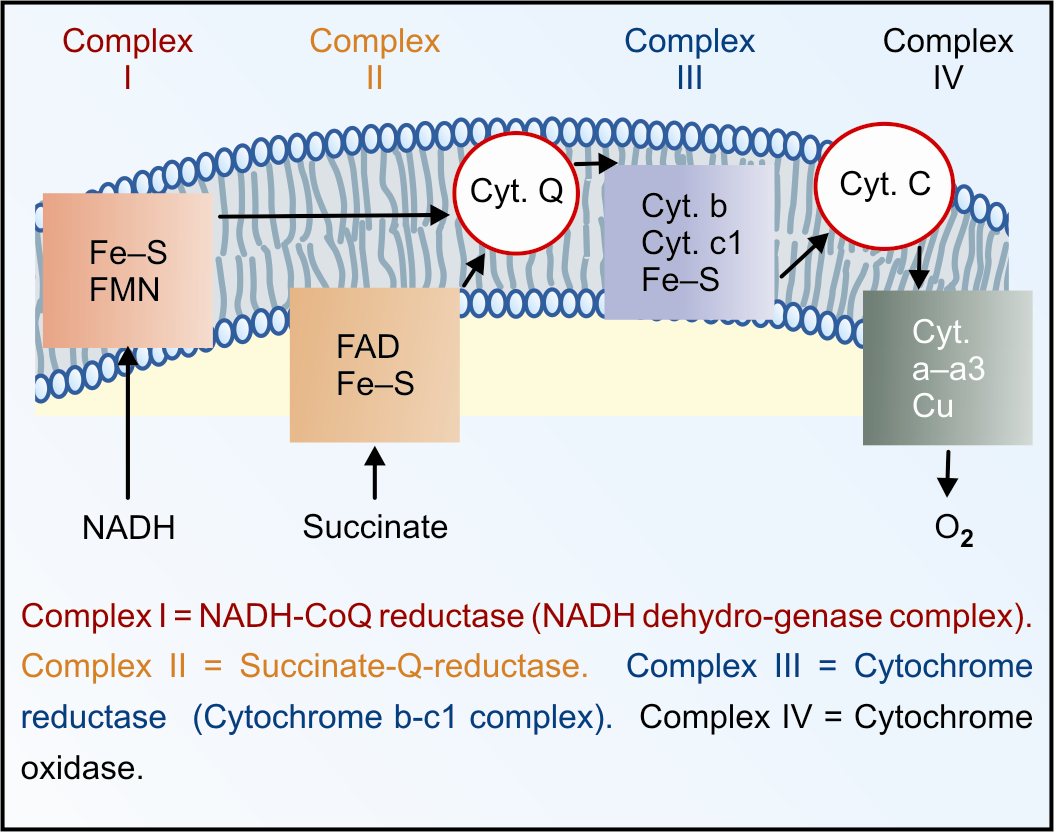 Complex I
Complex II
Complex III
Complex IV
Cyt. Q
Cyt. C
Fe–S
FMN
FAD
Fe–S
Cyt. b
Cyt. c1
Fe–S
Cyt.
a–a3
Cu
NADH
Succinate
O₂
Complex I = NADH-CoQ reductase (NADH dehydro-genase complex).
Complex II = Succinate-Q-reductase. Complex III = Cytochrome
reductase (Cytochrome b-c1 complex). Complex IV = Cytochrome
oxidase.